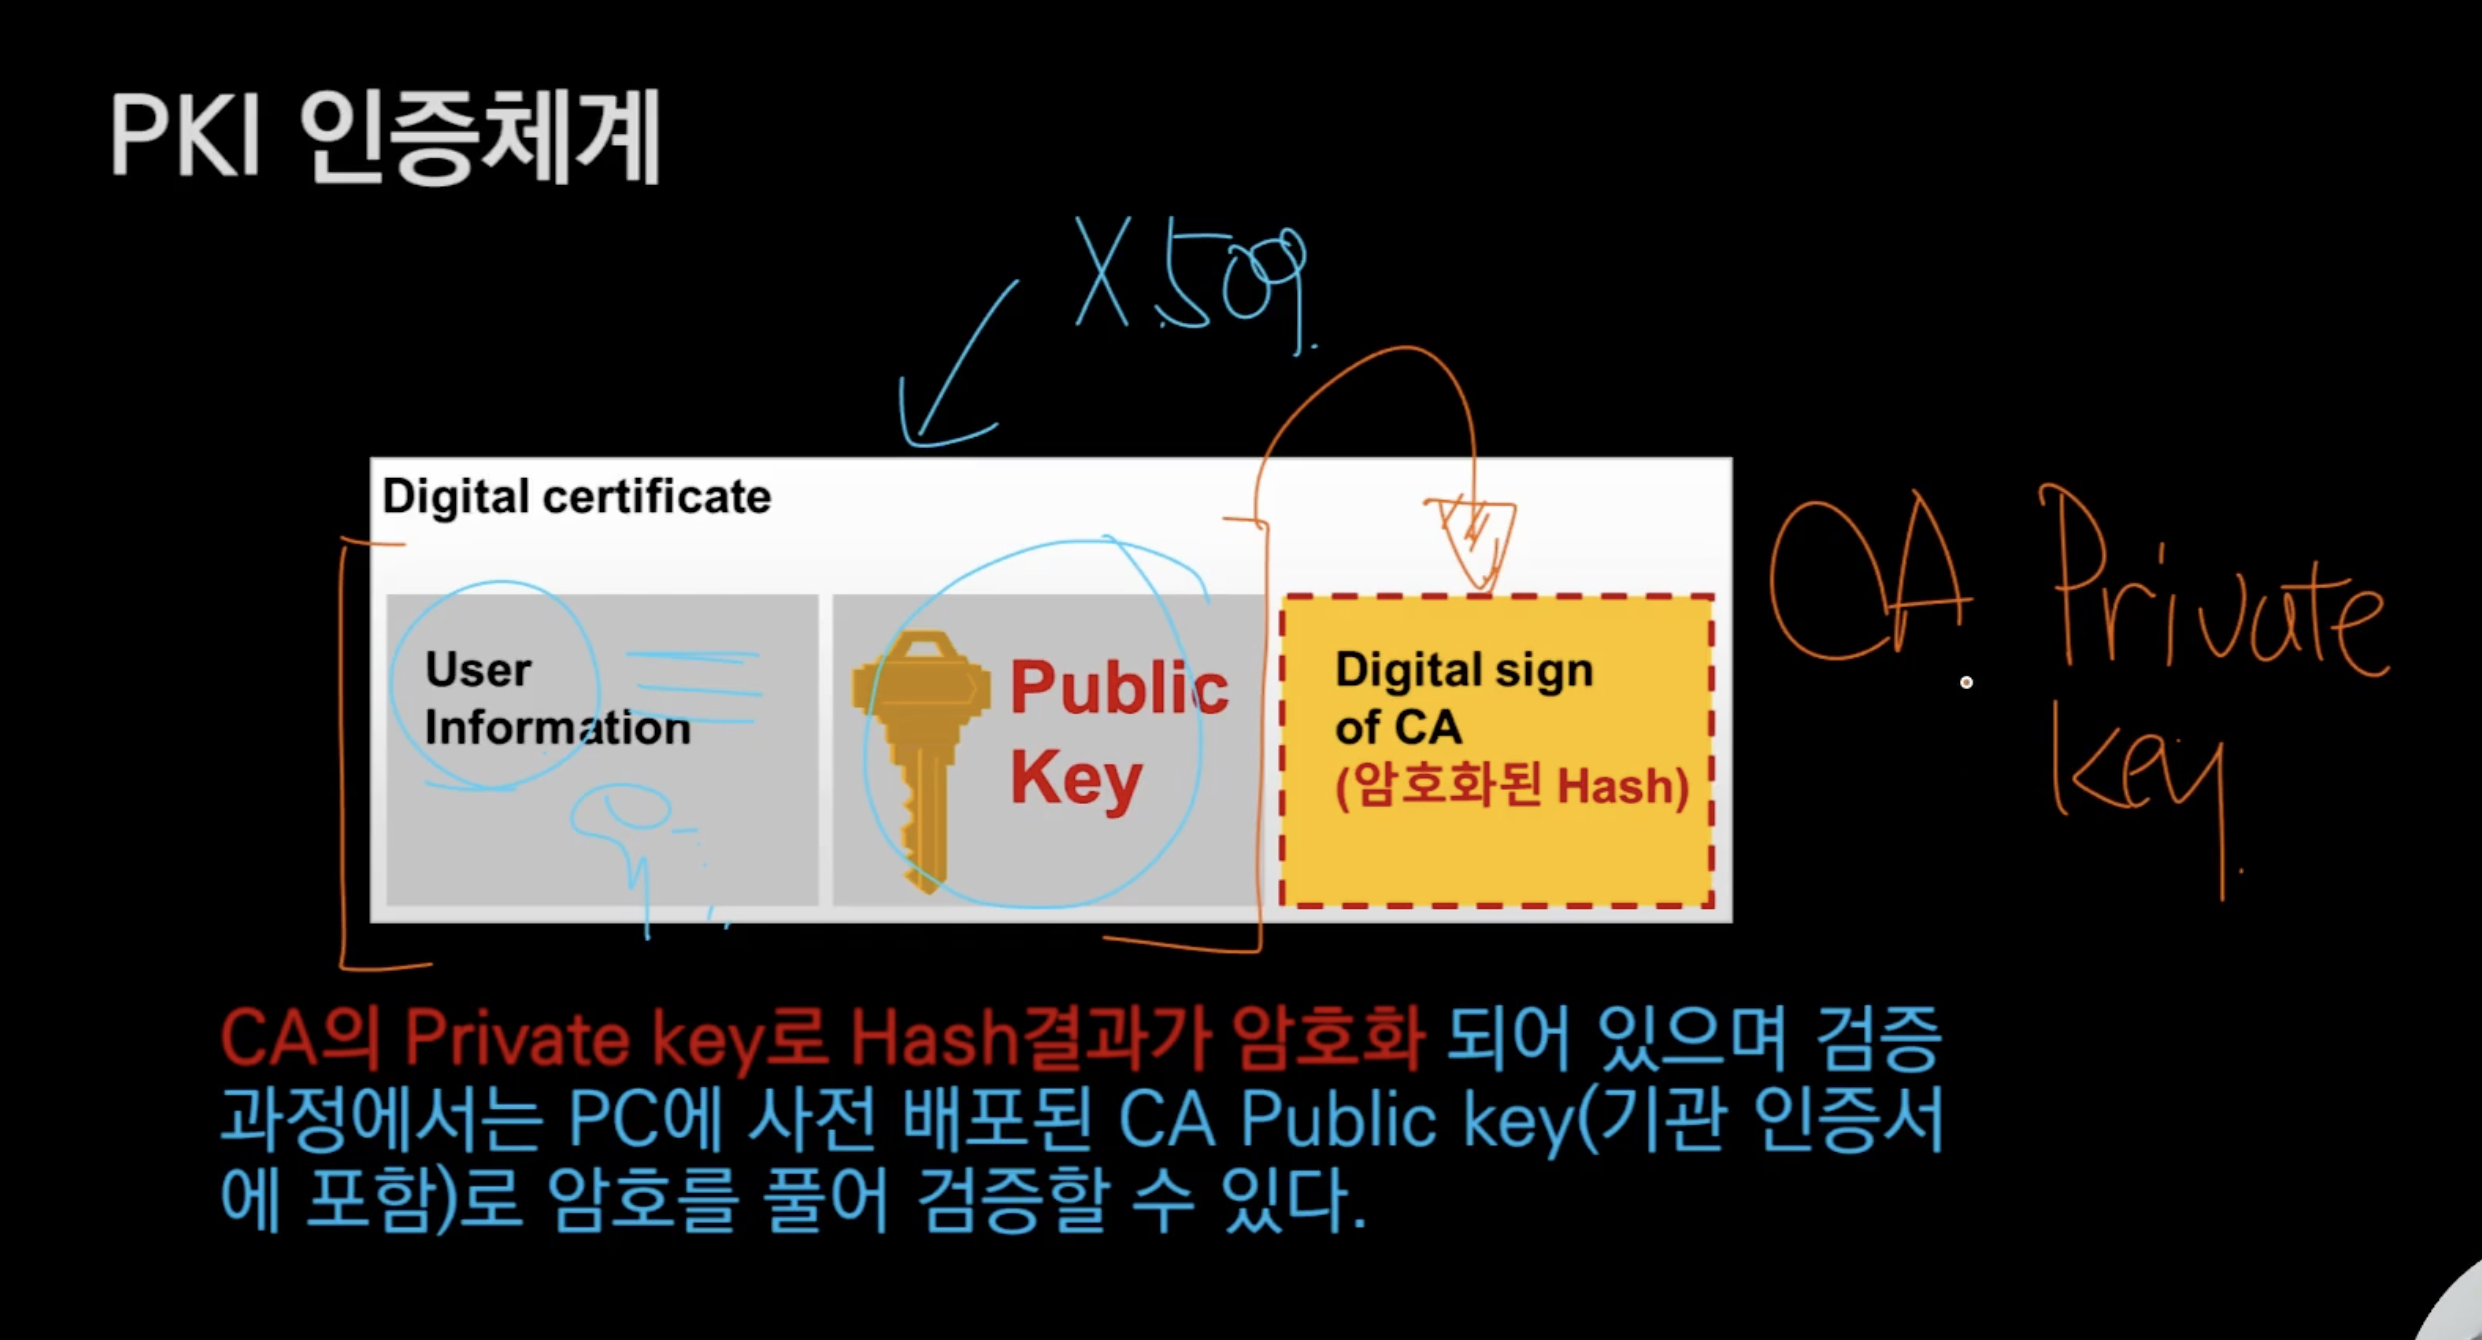 PKI 인증체계
X.509.
Digital certificate
User
Information
Public
Key
Digital sign
of CA
(암호화된 Hash)
CA Private
Key.
CA의 Private key로 Hash결과가 암호화 되어 있으며 검증
과정에서는 PC에 사전 배포된 CA Public key(기관 인증서
에 포함)로 암호를 풀어 검증할 수 있다.